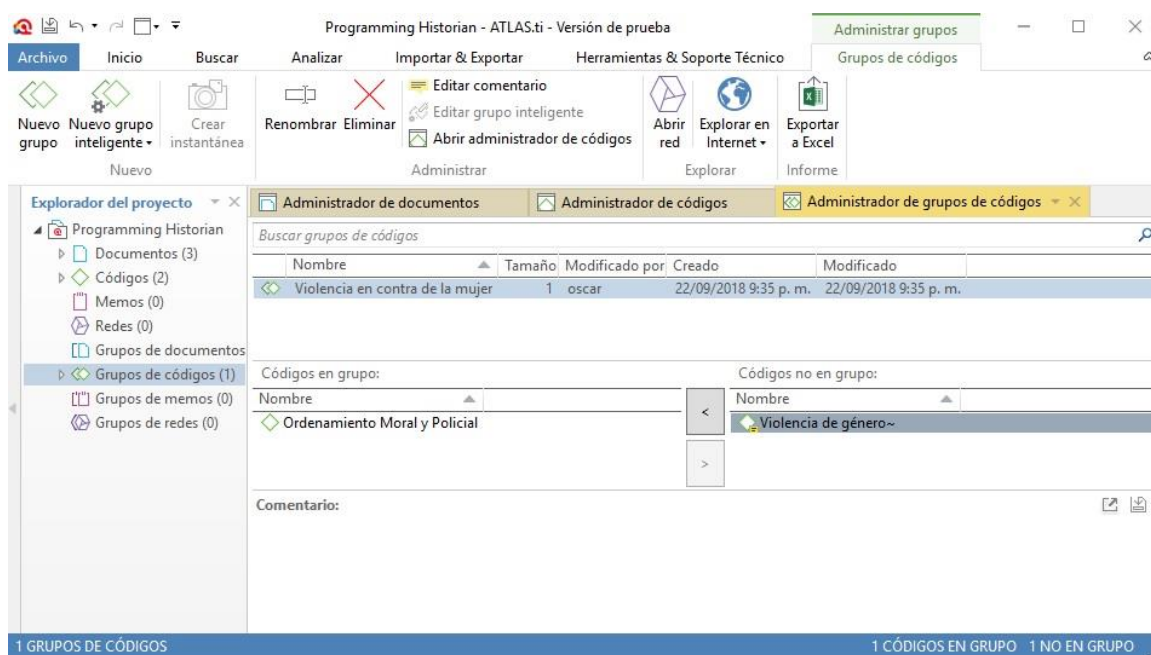 Programming Historian - ATLAS.ti - Versión de prueba
Administrar grupos
Archivo Inicio Buscar Analizar Importar & Exportar Herramientas & Soporte Técnico Grupos de códigos
Nuevo grupo
Nuevo grupo inteligente
Crear instantánea
Nuevo
Renombrar Eliminar
Editar comentario
Editar grupo inteligente
Abrir administrador de códigos
Administrar
Abrir red
Explorar en Internet
Explorar
Exportar a Excel
Informe
Explorador del proyecto
Programming Historian
Documentos (3)
Códigos (2)
Memos (0)
Redes (0)
Grupos de documentos
Grupos de códigos (1)
Grupos de memos (0)
Grupos de redes (0)
Administrador de documentos Administrador de códigos Administrador de grupos de códigos
Buscar grupos de códigos
Nombre Tamaño Modificado por Creado Modificado
Violencia en contra de la mujer 1 oscar 22/09/2018 9:35 p. m. 22/09/2018 9:35 p. m.
Códigos en grupo:
Nombre
Ordenamiento Moral y Policial
<
>
Códigos no en grupo:
Nombre
Violencia de género~
Comentario:
1 GRUPOS DE CÓDIGOS 1 CÓDIGOS EN GRUPO 1 NO EN GRUPO